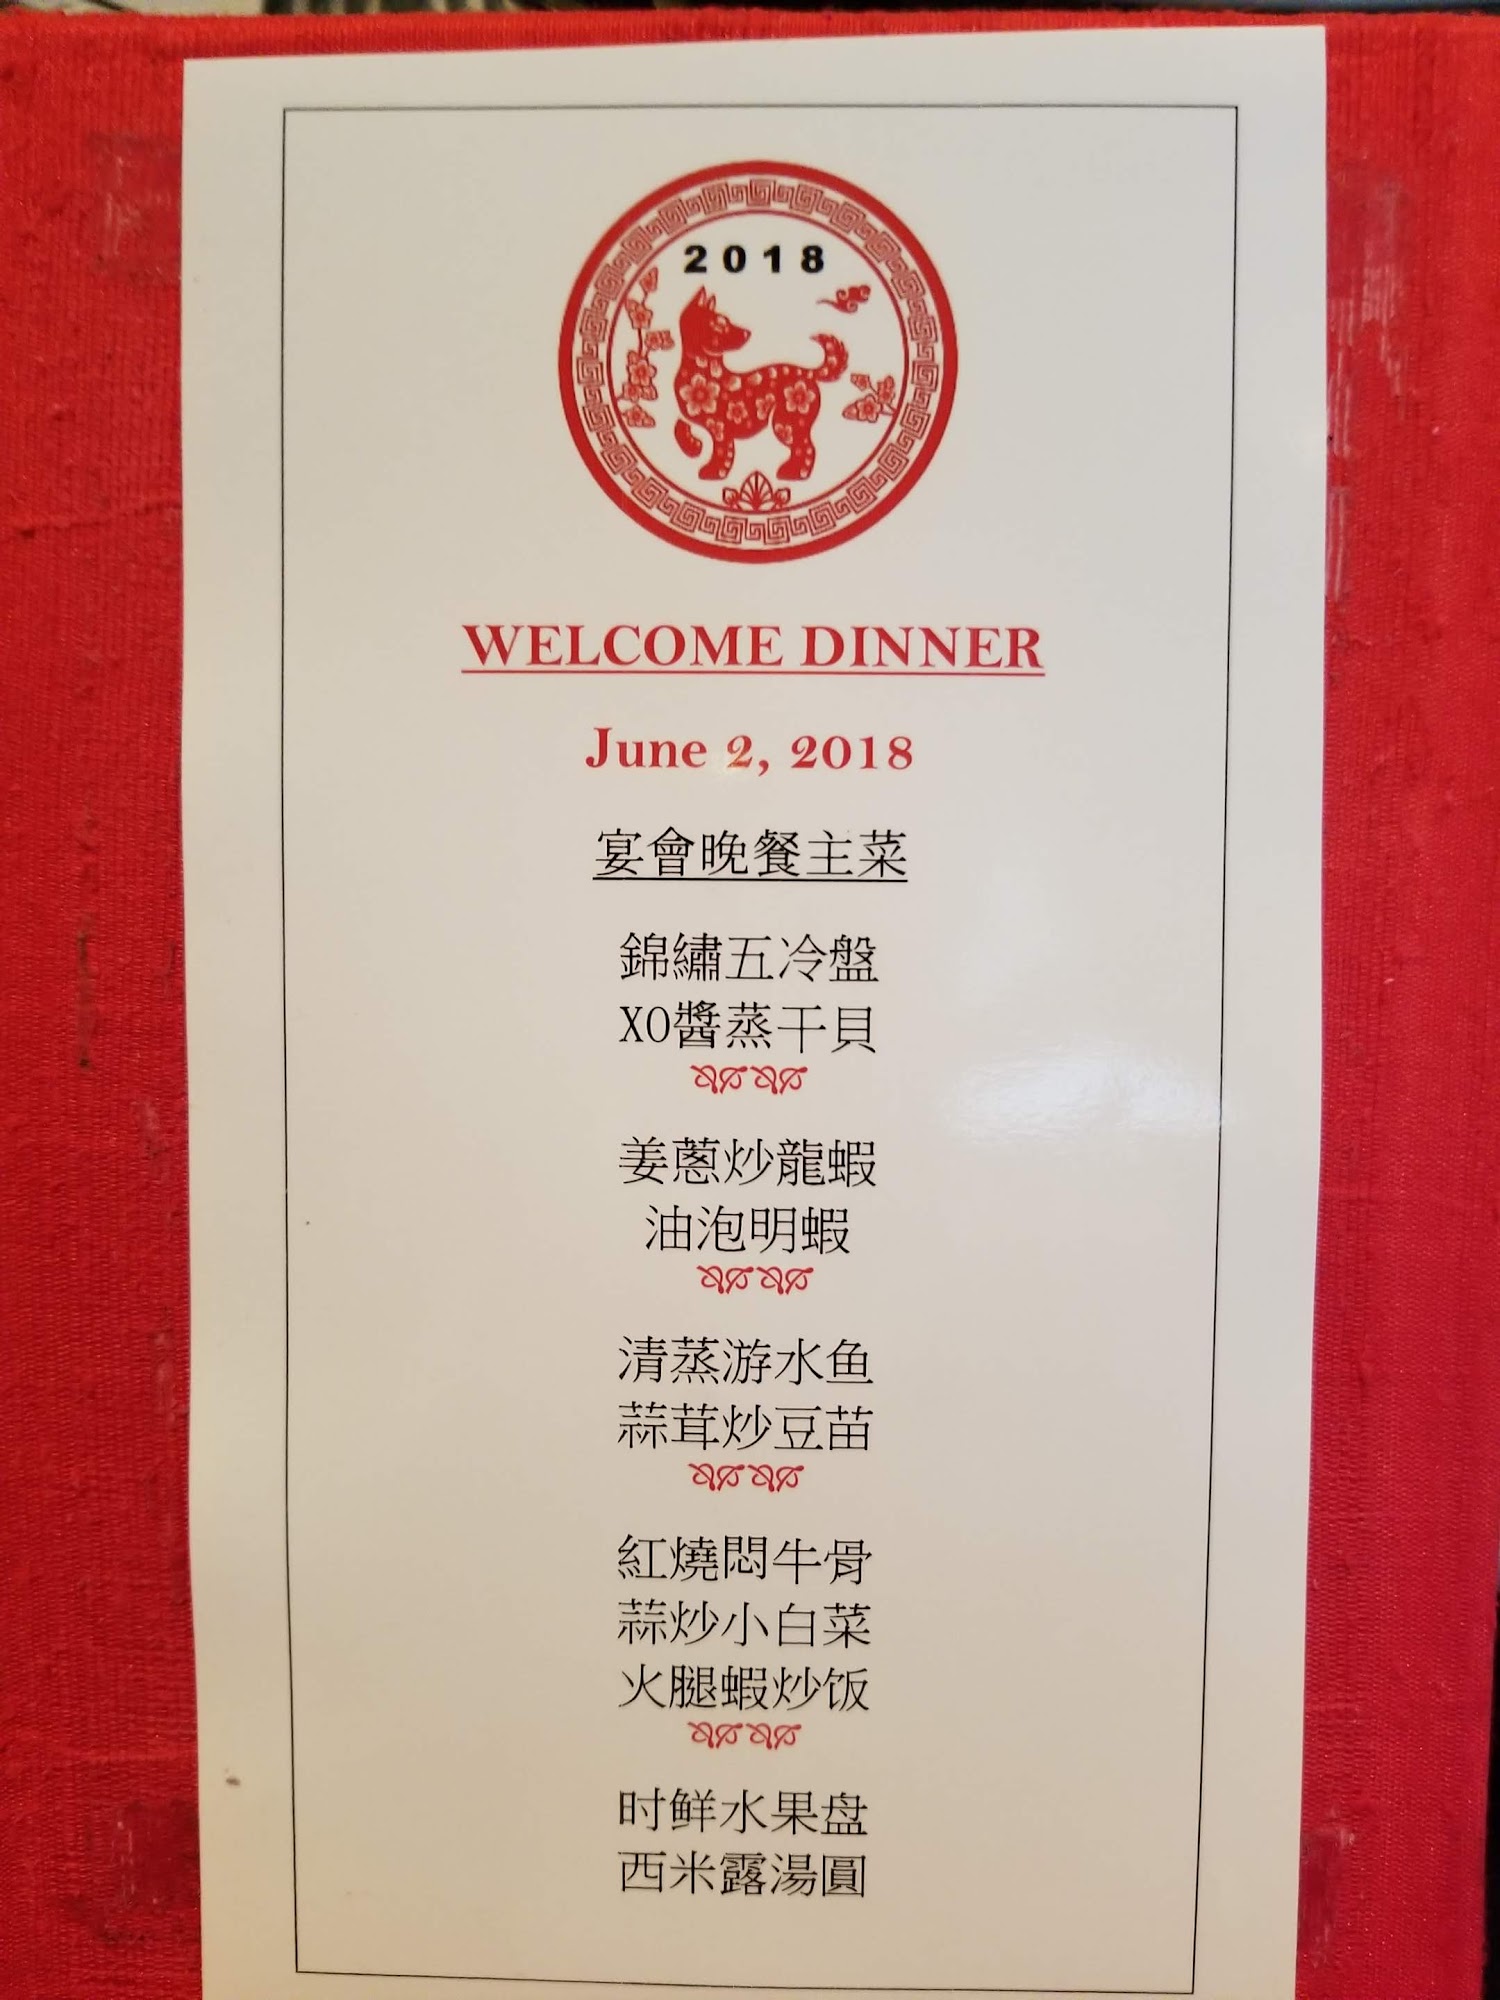 2018
WELCOME DINNER
June 2, 2018
宴會晚餐主菜
錦繡五冷盤
XO醬蒸干貝
姜蔥炒龍蝦
油泡明蝦
清蒸游水鱼
蒜茸炒豆苗
紅燒悶牛骨
蒜炒小白菜
火腿蝦炒饭
时鲜水果盘
西米露湯圓